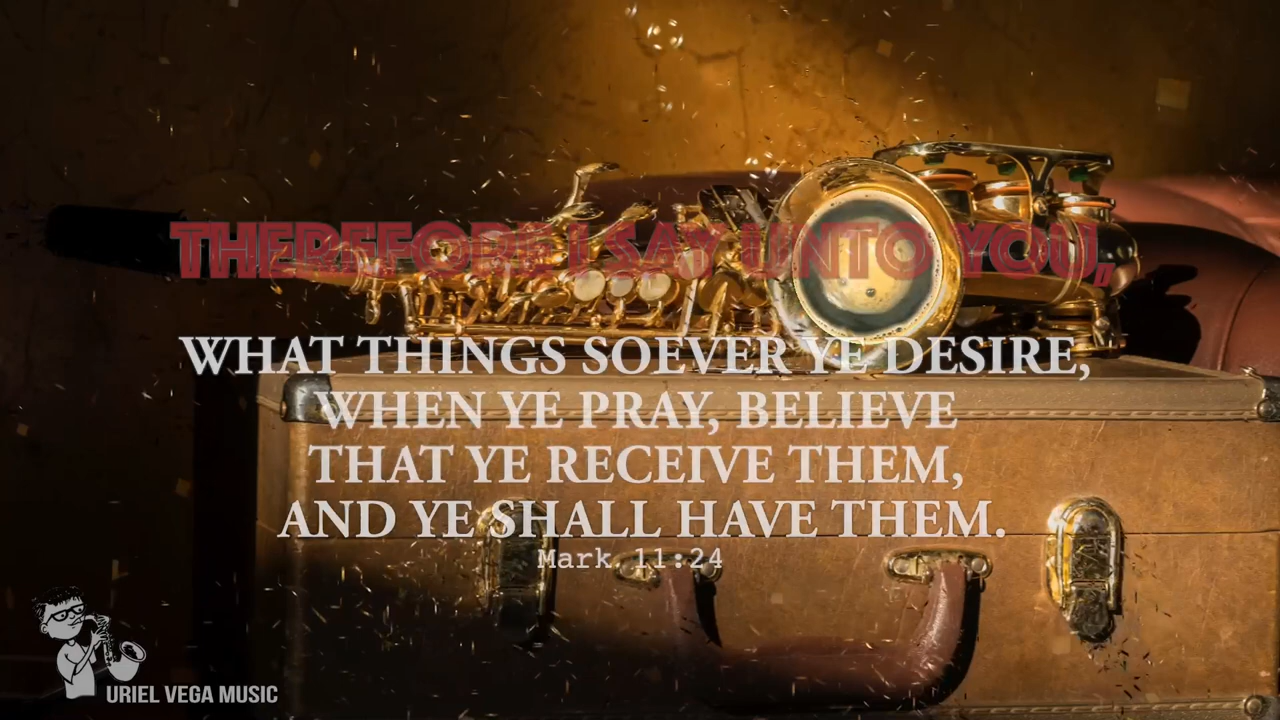 THEREFORE I SAY UNTO YOU,
WHAT THINGS SOEVER YE DESIRE,
WHEN YE PRAY, BELIEVE
THAT YE RECEIVE THEM,
AND YE SHALL HAVE THEM.
Mark 11:24
URIEL VEGA MUSIC